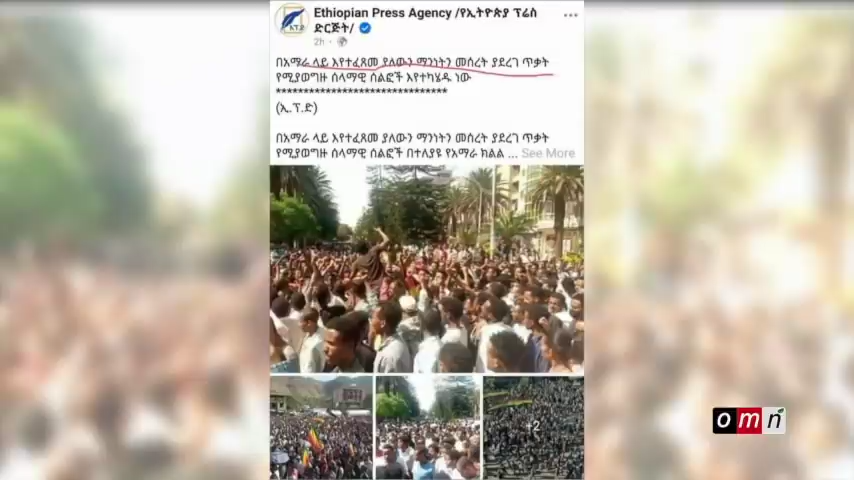 Ethiopian Press Agency /የኢትዮጵያ ፕሬስ
ድርጅት/
2h ·
በአማራ ላይ እየተፈጸመ ያለውን ማንነትን መሰረት ያደረገ ጥቃት
የሚያወግዙ ሰላማዊ ሰልፎች እየተካሄዱ ነው
*******************************
(ኢ.ፕ.ድ)
በአማራ ላይ እየተፈጸመ ያለውን ማንነትን መሰረት ያደረገ ጥቃት
የሚያወግዙ ሰላማዊ ሰልፎች በተለያዩ የአማራ ክልል ... See More
+2
omn